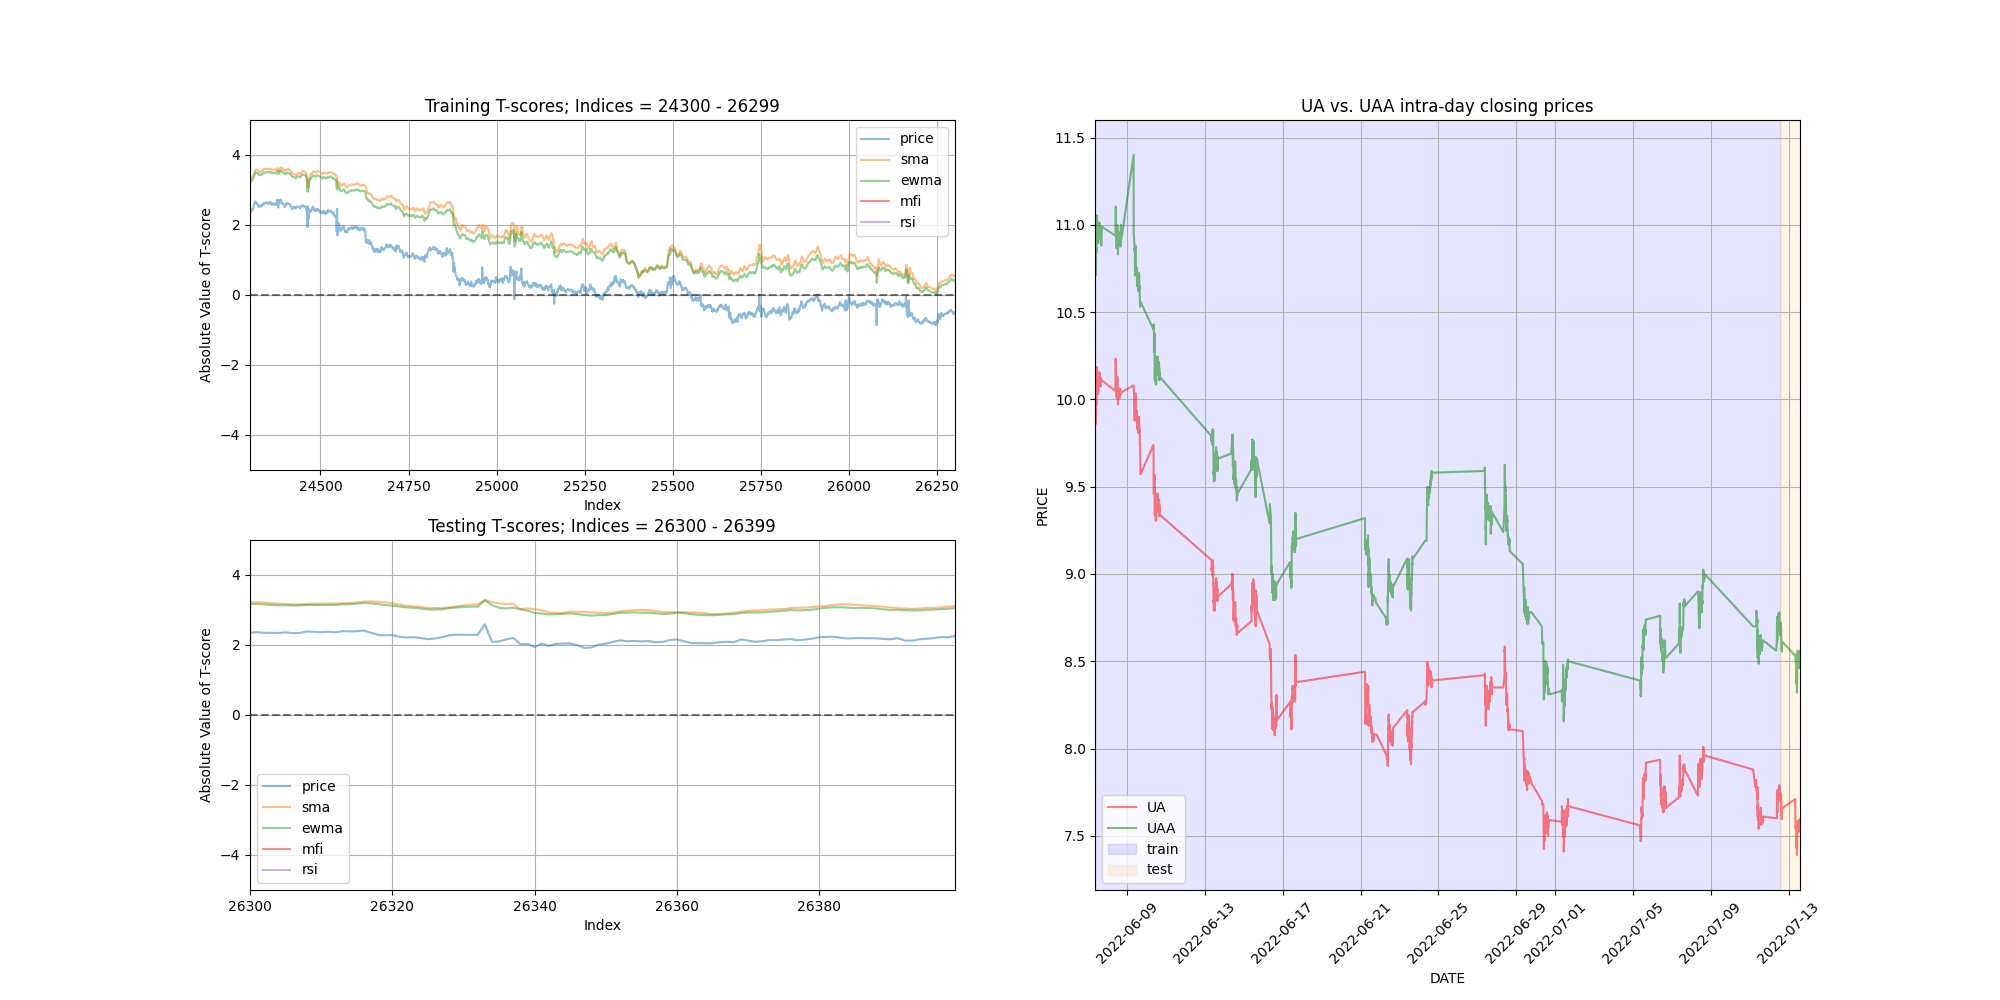 Training T-scores; Indices = 24300 - 26299
Absolute Value of T-score
4
2
0
−2
−4
24500
24750
25000
25250
25500
25750
26000
26250
Index
price
sma
ewma
mfi
rsi
Testing T-scores; Indices = 26300 - 26399
Absolute Value of T-score
4
2
0
−2
−4
26300
26320
26340
26360
26380
Index
price
sma
ewma
mfi
rsi
UA vs. UAA intra-day closing prices
PRICE
11.5
11.0
10.5
10.0
9.5
9.0
8.5
8.0
7.5
UA
UAA
train
test
2022-06-09
2022-06-13
2022-06-17
2022-06-21
2022-06-25
2022-06-29
2022-07-01
2022-07-05
2022-07-09
2022-07-13
DATE